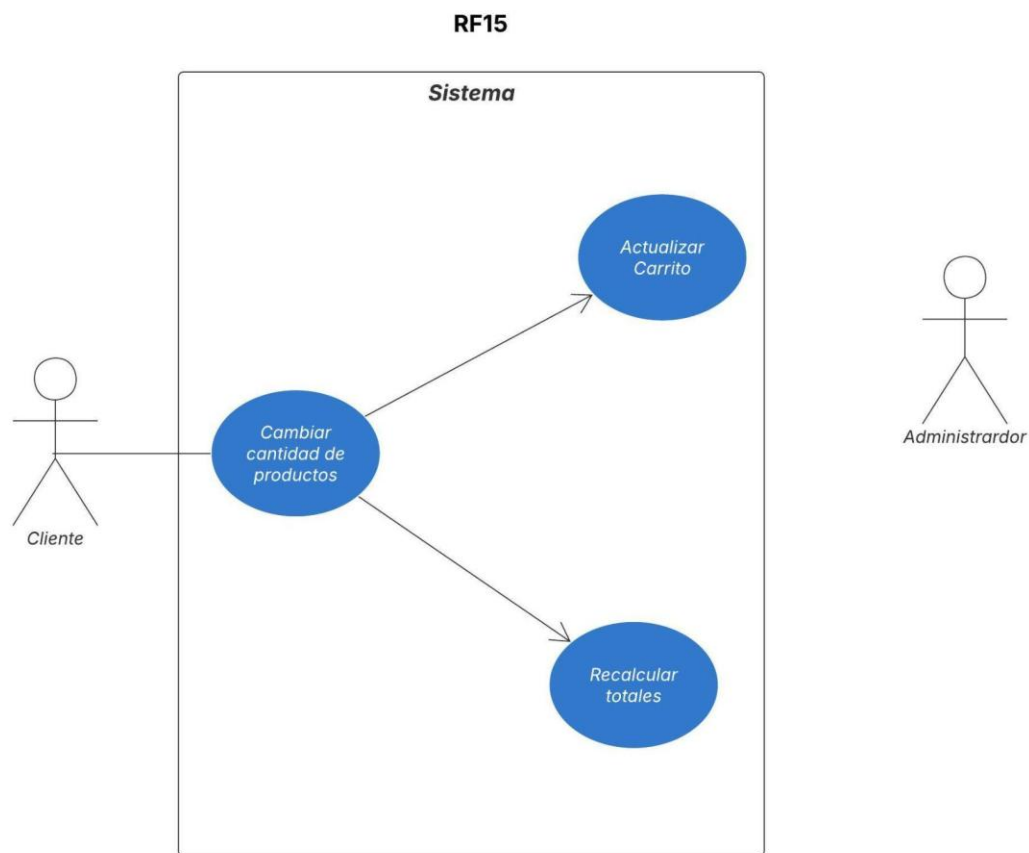 RF15
Sistema
Actualizar
Carrito
Administrardor
Cambiar
cantidad de
productos
Cliente
Recalcular
totales